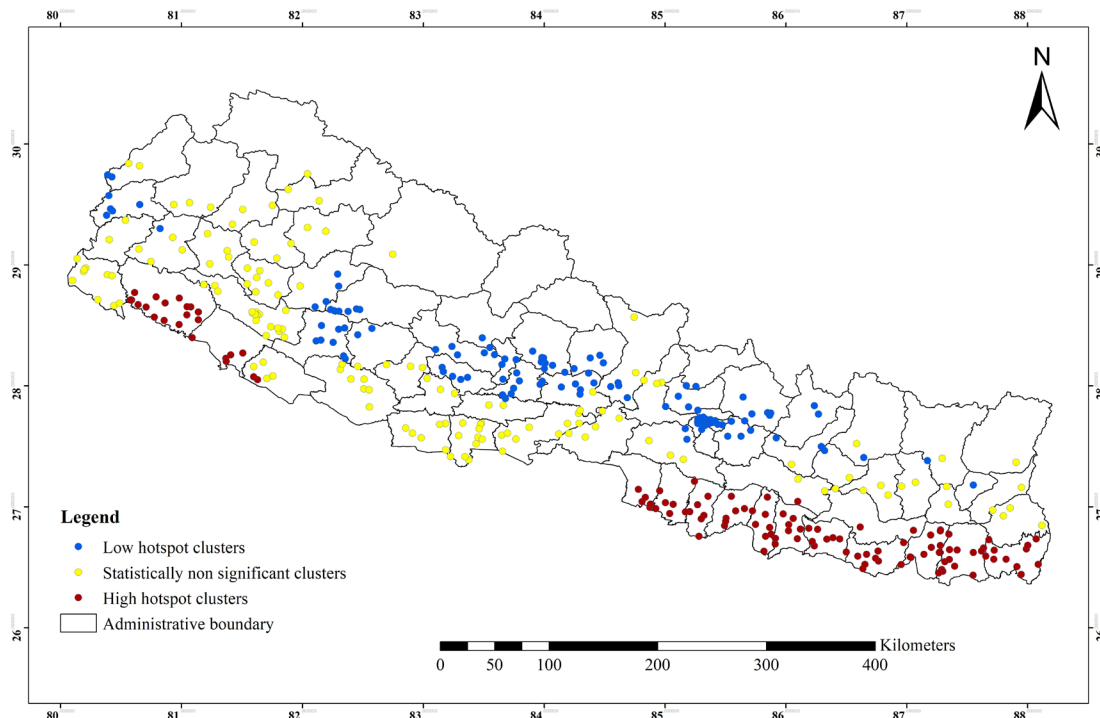 80 81 82 83 84 85 86 87 88
N
30
29
28
27
26
30
29
28
27
26
Legend
Low hotspot clusters
Statistically non significant clusters
High hotspot clusters
Administrative boundary
Kilometers
0 50 100 200 300 400
80 81 82 83 84 85 86 87 88